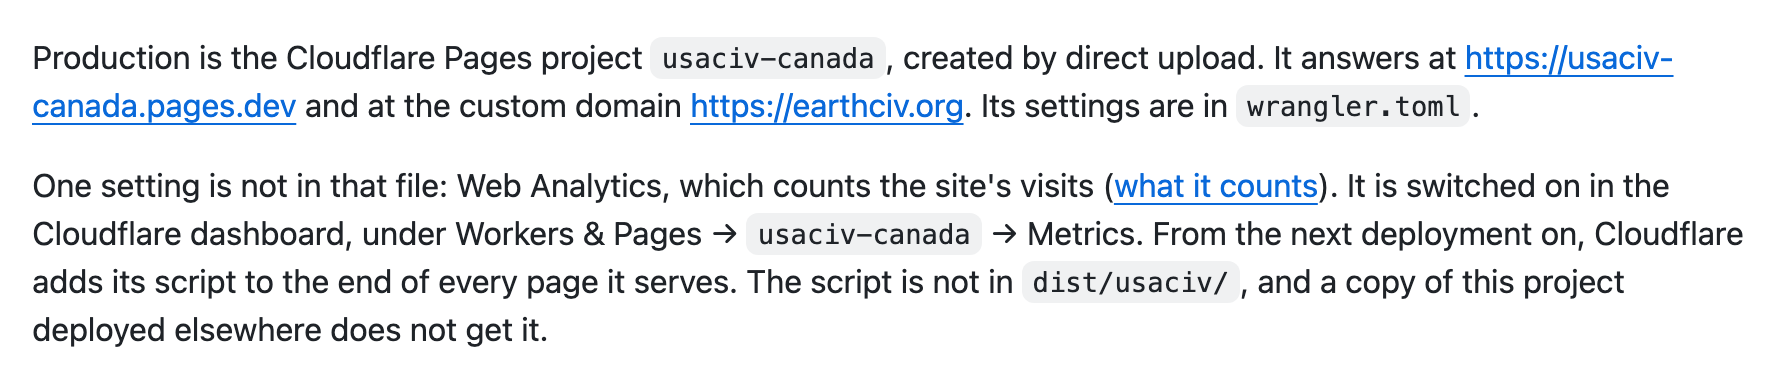 Production is the Cloudflare Pages project usaciv-canada, created by direct upload. It answers at https://usaciv-
canada.pages.dev and at the custom domain https://earthciv.org. Its settings are in wrangler.toml.
One setting is not in that file: Web Analytics, which counts the site's visits (what it counts). It is switched on in the
Cloudflare dashboard, under Workers & Pages → usaciv-canada → Metrics. From the next deployment on, Cloudflare
adds its script to the end of every page it serves. The script is not in dist/usaciv/, and a copy of this project
deployed elsewhere does not get it.